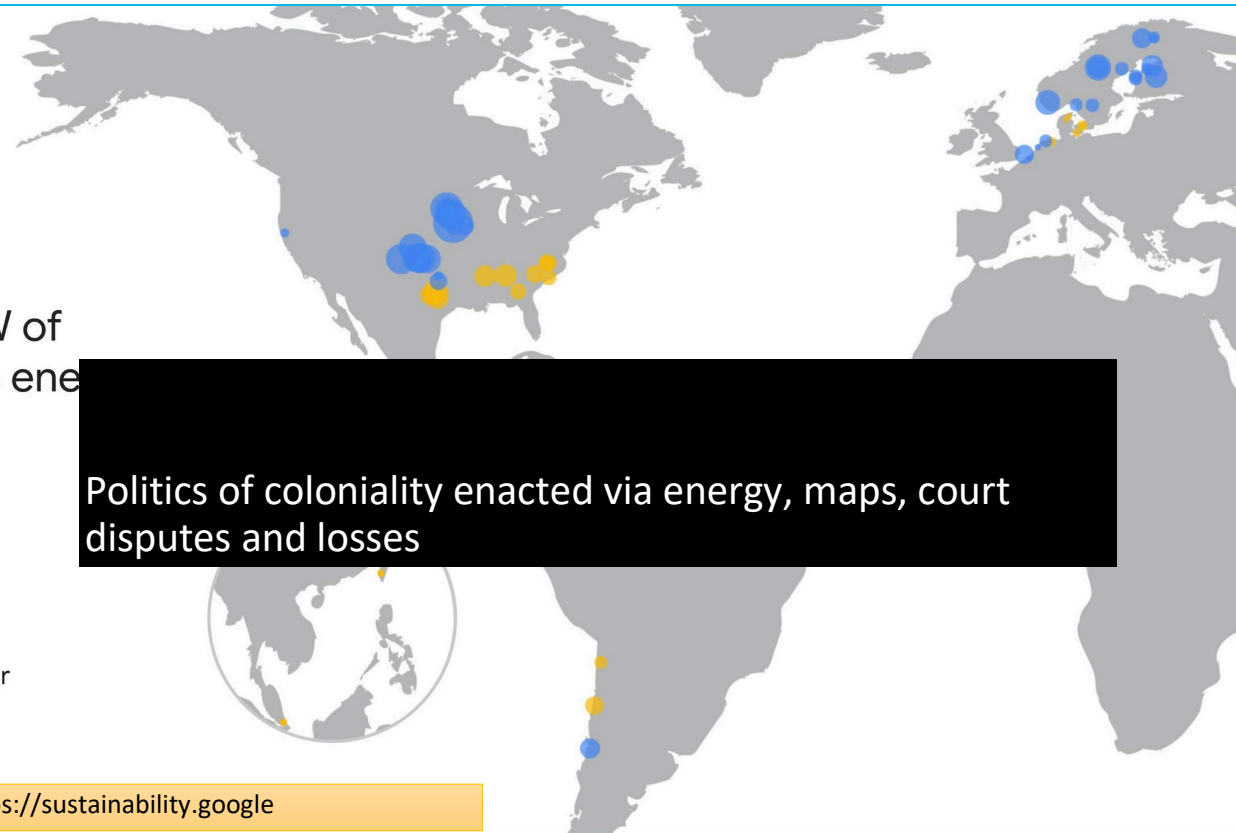 of
ene
Politics of coloniality enacted via energy, maps, court
disputes and losses
r
s://sustainability.google